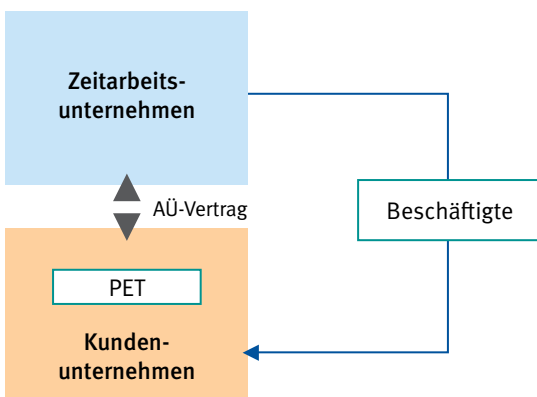 Zeitarbeits-
unternehmen
AÜ-Vertrag
Beschäftigte
PET
Kunden-
unternehmen